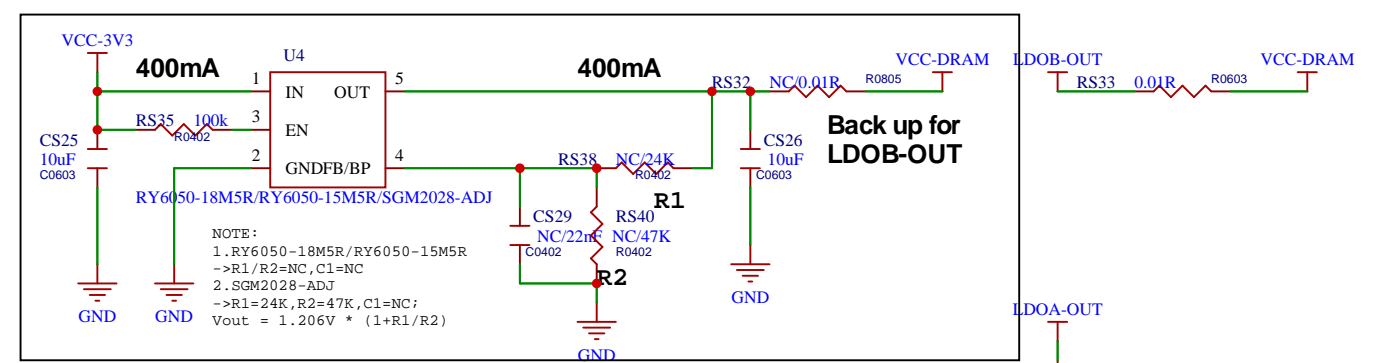 VCC-3V3
U4
400mA
400mA
VCC-DRAM
LDOB-OUT
VCC-DRAM
1
IN
OUT
5
RS32
NC/0.01R
R0805
RS33
0.01R
R0603
RS35
100k
R0402
3
EN
CS25
10uF
C0603
2
GND
FB/BP
4
RS38
NC/24K
R0402
R1
CS26
10uF
C0603
Back up for
LDOB-OUT
RY6050-18M5R/RY6050-15M5R/SGM2028-ADJ
CS29
NC/22nF
C0402
RS40
NC/47K
R0402
R2
NOTE:
1.RY6050-18M5R/RY6050-15M5R
->R1/R2=NC,C1=NC
2.SGM2028-ADJ
->R1=24K,R2=47K,C1=NC;
Vout = 1.206V * (1+R1/R2)
GND
GND
GND
GND
LDOA-OUT